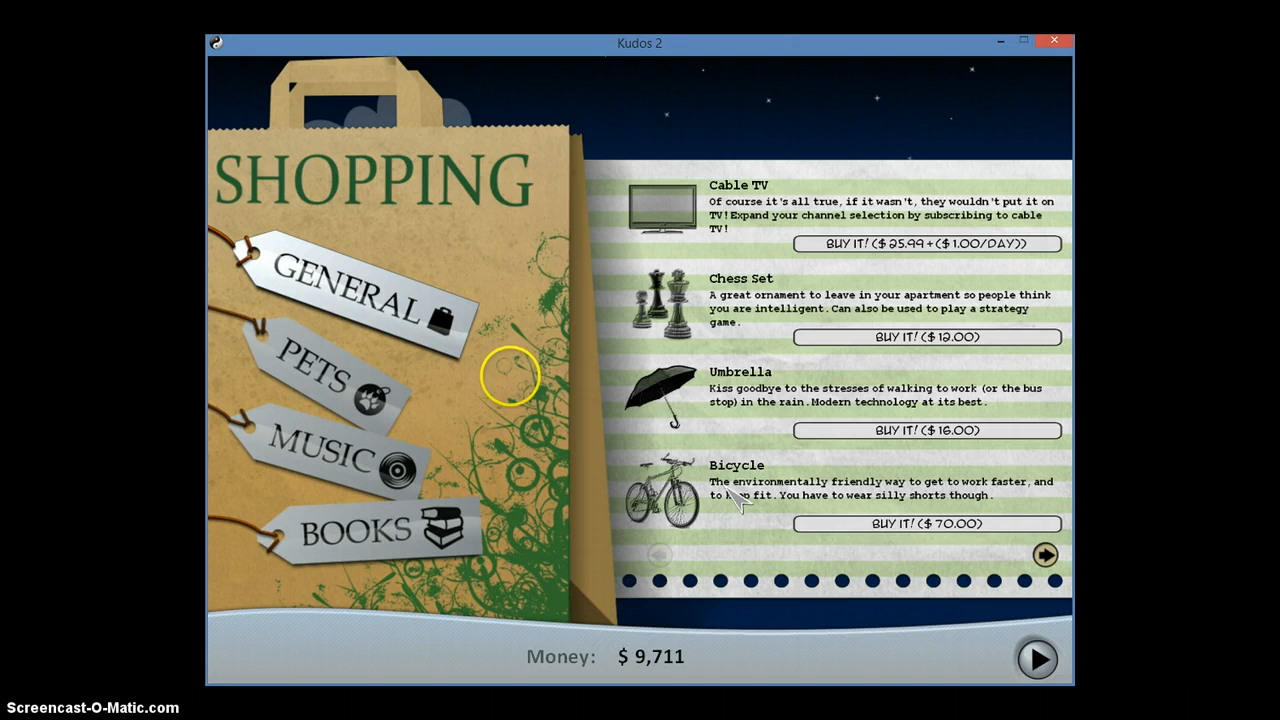 Kudos 2
SHOPPING
GENERAL
PETS
MUSIC
BOOKS
Cable TV
Of course it's all true, if it wasn't, they wouldn't put it on
TV! Expand your channel selection by subscribing to cable
TV!
BUY IT! ($ 25.99 +($ 1.00/DAY))
Chess Set
A great ornament to leave in your apartment so people think
you are intelligent. Can also be used to play a strategy
game.
BUY IT! ($ 12.00)
Umbrella
Kiss goodbye to the stresses of walking to work (or the bus
stop) in the rain. Modern technology at its best.
BUY IT! ($ 16.00)
Bicycle
The environmentally friendly way to get to work faster, and
to keep fit. You have to wear silly shorts though.
BUY IT! ($ 70.00)
Money: $ 9,711
Screencast-O-Matic.com